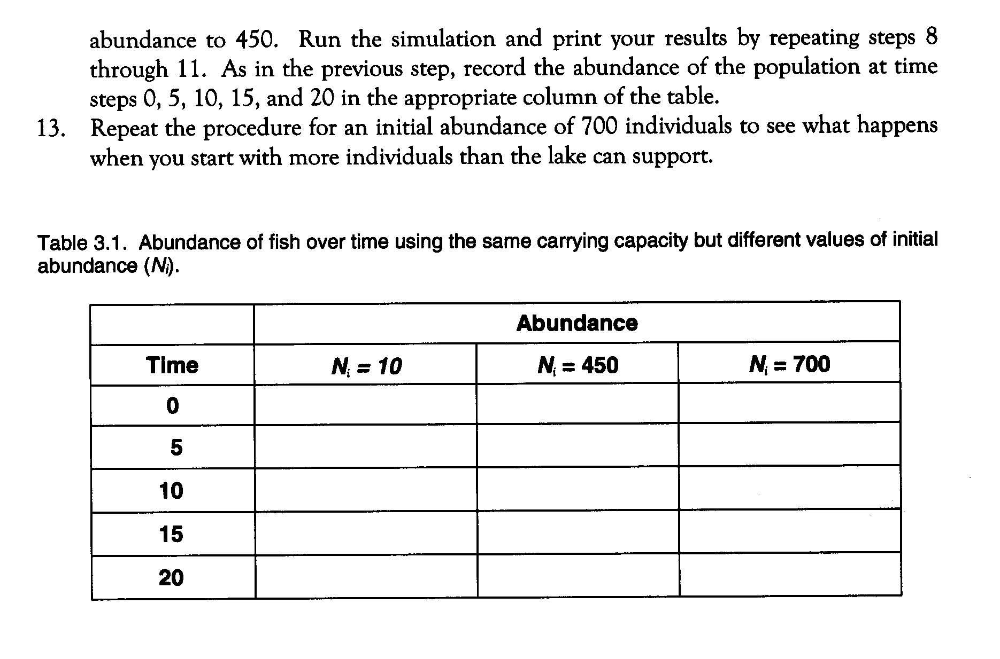 abundance to 450. Run the simulation and print your results by repeating steps 8
through 11. As in the previous step, record the abundance of the population at time
steps 0, 5, 10, 15, and 20 in the appropriate column of the table.
13. Repeat the procedure for an initial abundance of 700 individuals to see what happens
when you start with more individuals than the lake can support.
Table 3.1. Abundance of fish over time using the same carrying capacity but different values of initial
abundance (Ni).
Abundance
Time Ni = 10 Ni = 450 Ni = 700
0
5
10
15
20